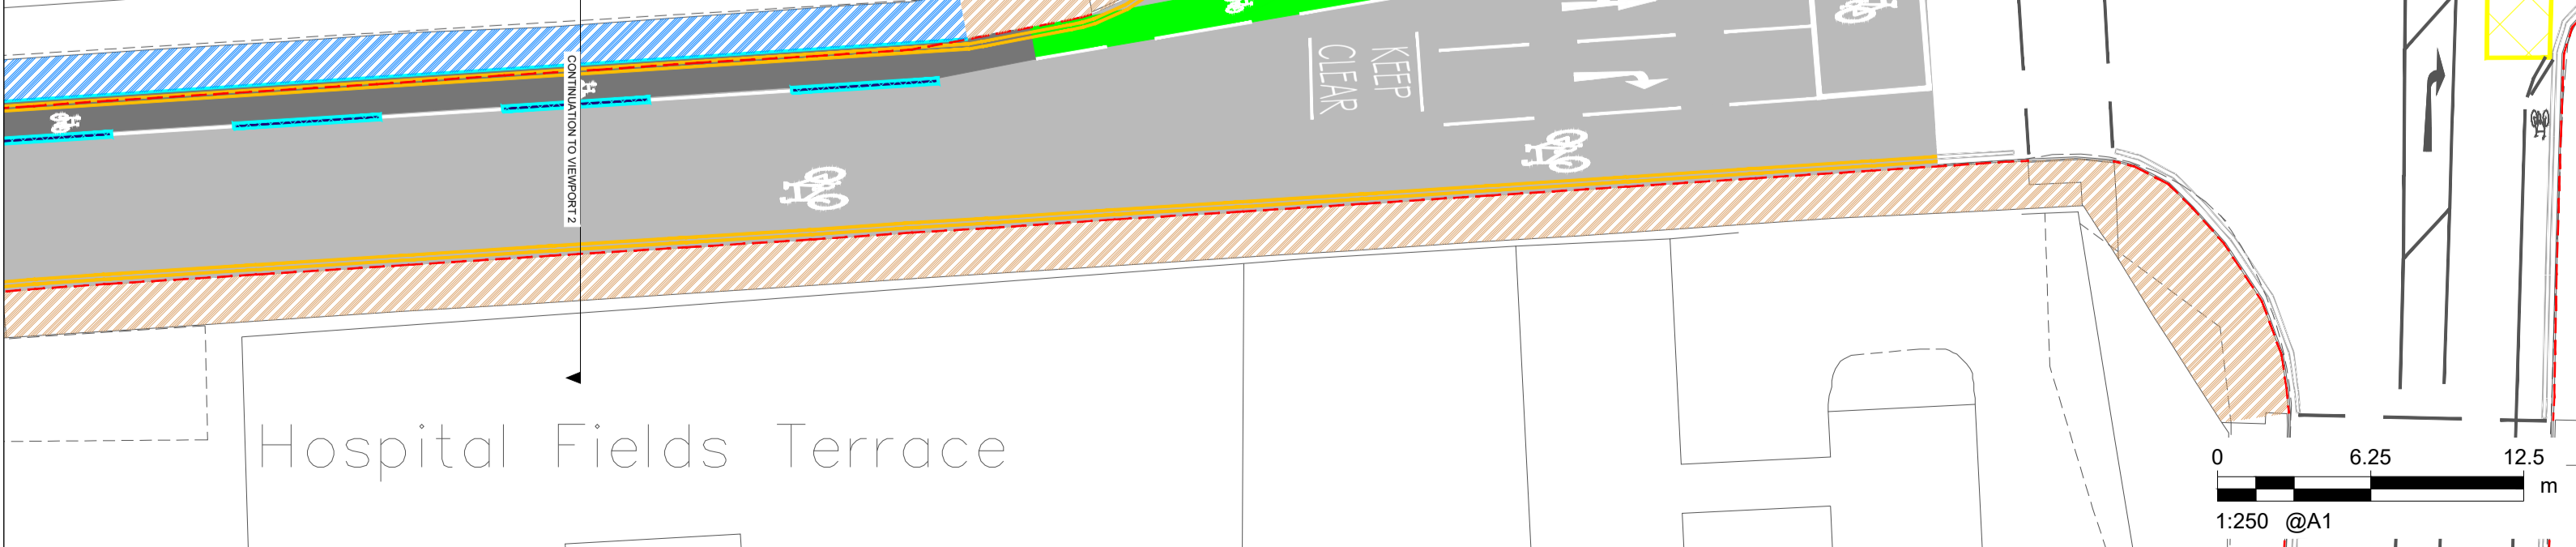 CONTINUATION TO VIEWPORT 2
KEEP
CLEAR
Hospital Fields Terrace
0 6.25 12.5
m
1:250 @A1